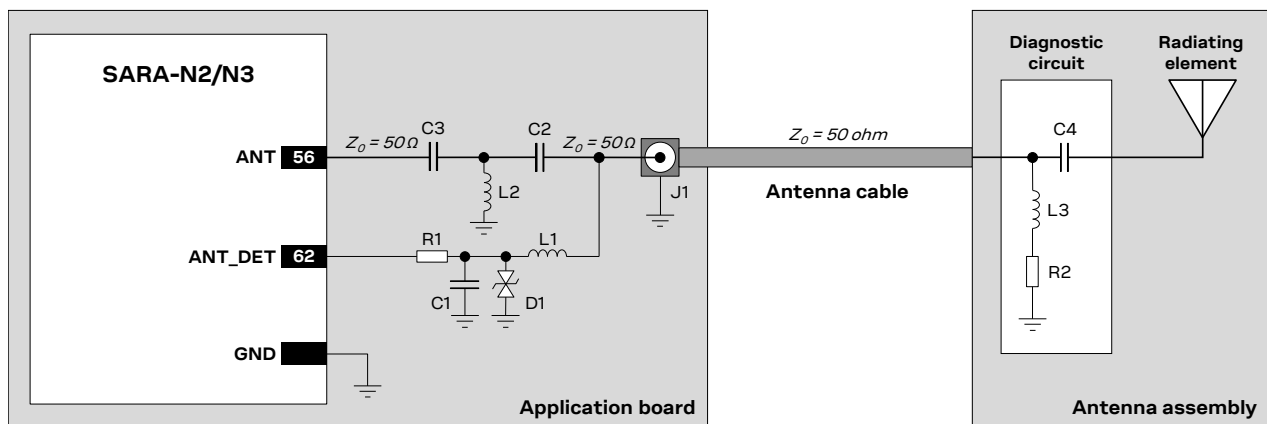 SARA-N2/N3
ANT 56
ANT_DET 62
GND
Z0 = 50 Ω
C3
C2
Z0 = 50 Ω
L2
R1
L1
C1
D1
J1
Application board
Z0 = 50 ohm
Antenna cable
Diagnostic
circuit
Radiating
element
C4
L3
R2
Antenna assembly